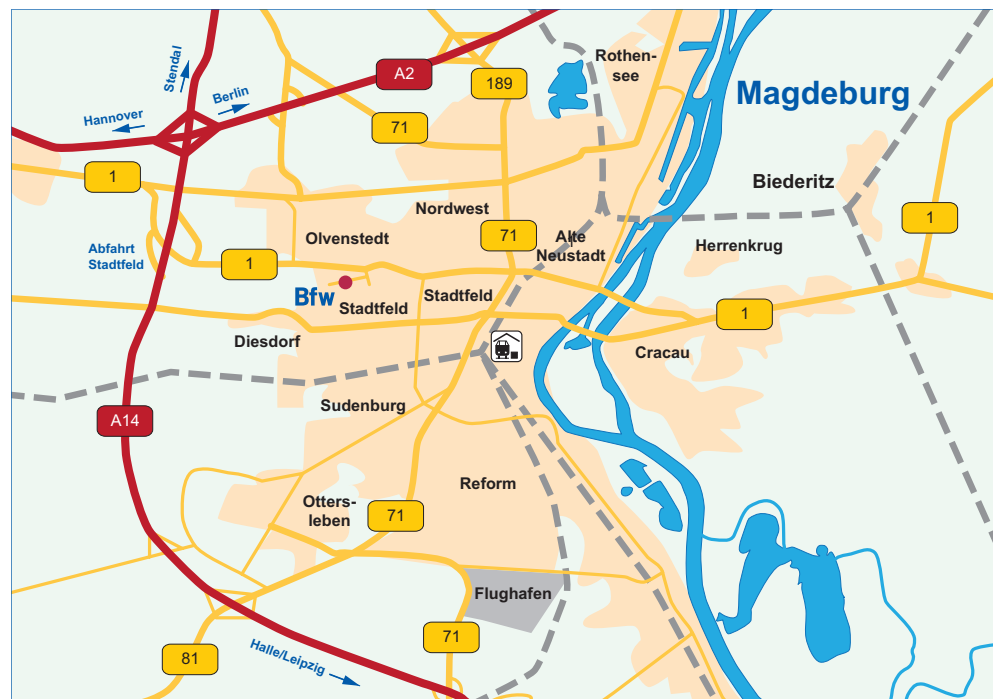 Rothen-
see
A2
Stendal
189
Berlin
Magdeburg
Hannover
71
1
Biederitz
Nordwest
1
71
Alte
Neustadt
Olvenstedt
Herrenkrug
Abfahrt
Stadtfeld
1
Bfw
Stadtfeld
Stadtfeld
1
Diesdorf
Cracau
Sudenburg
A14
Reform
Otters-
leben
71
Flughafen
71
Halle/Leipzig
81